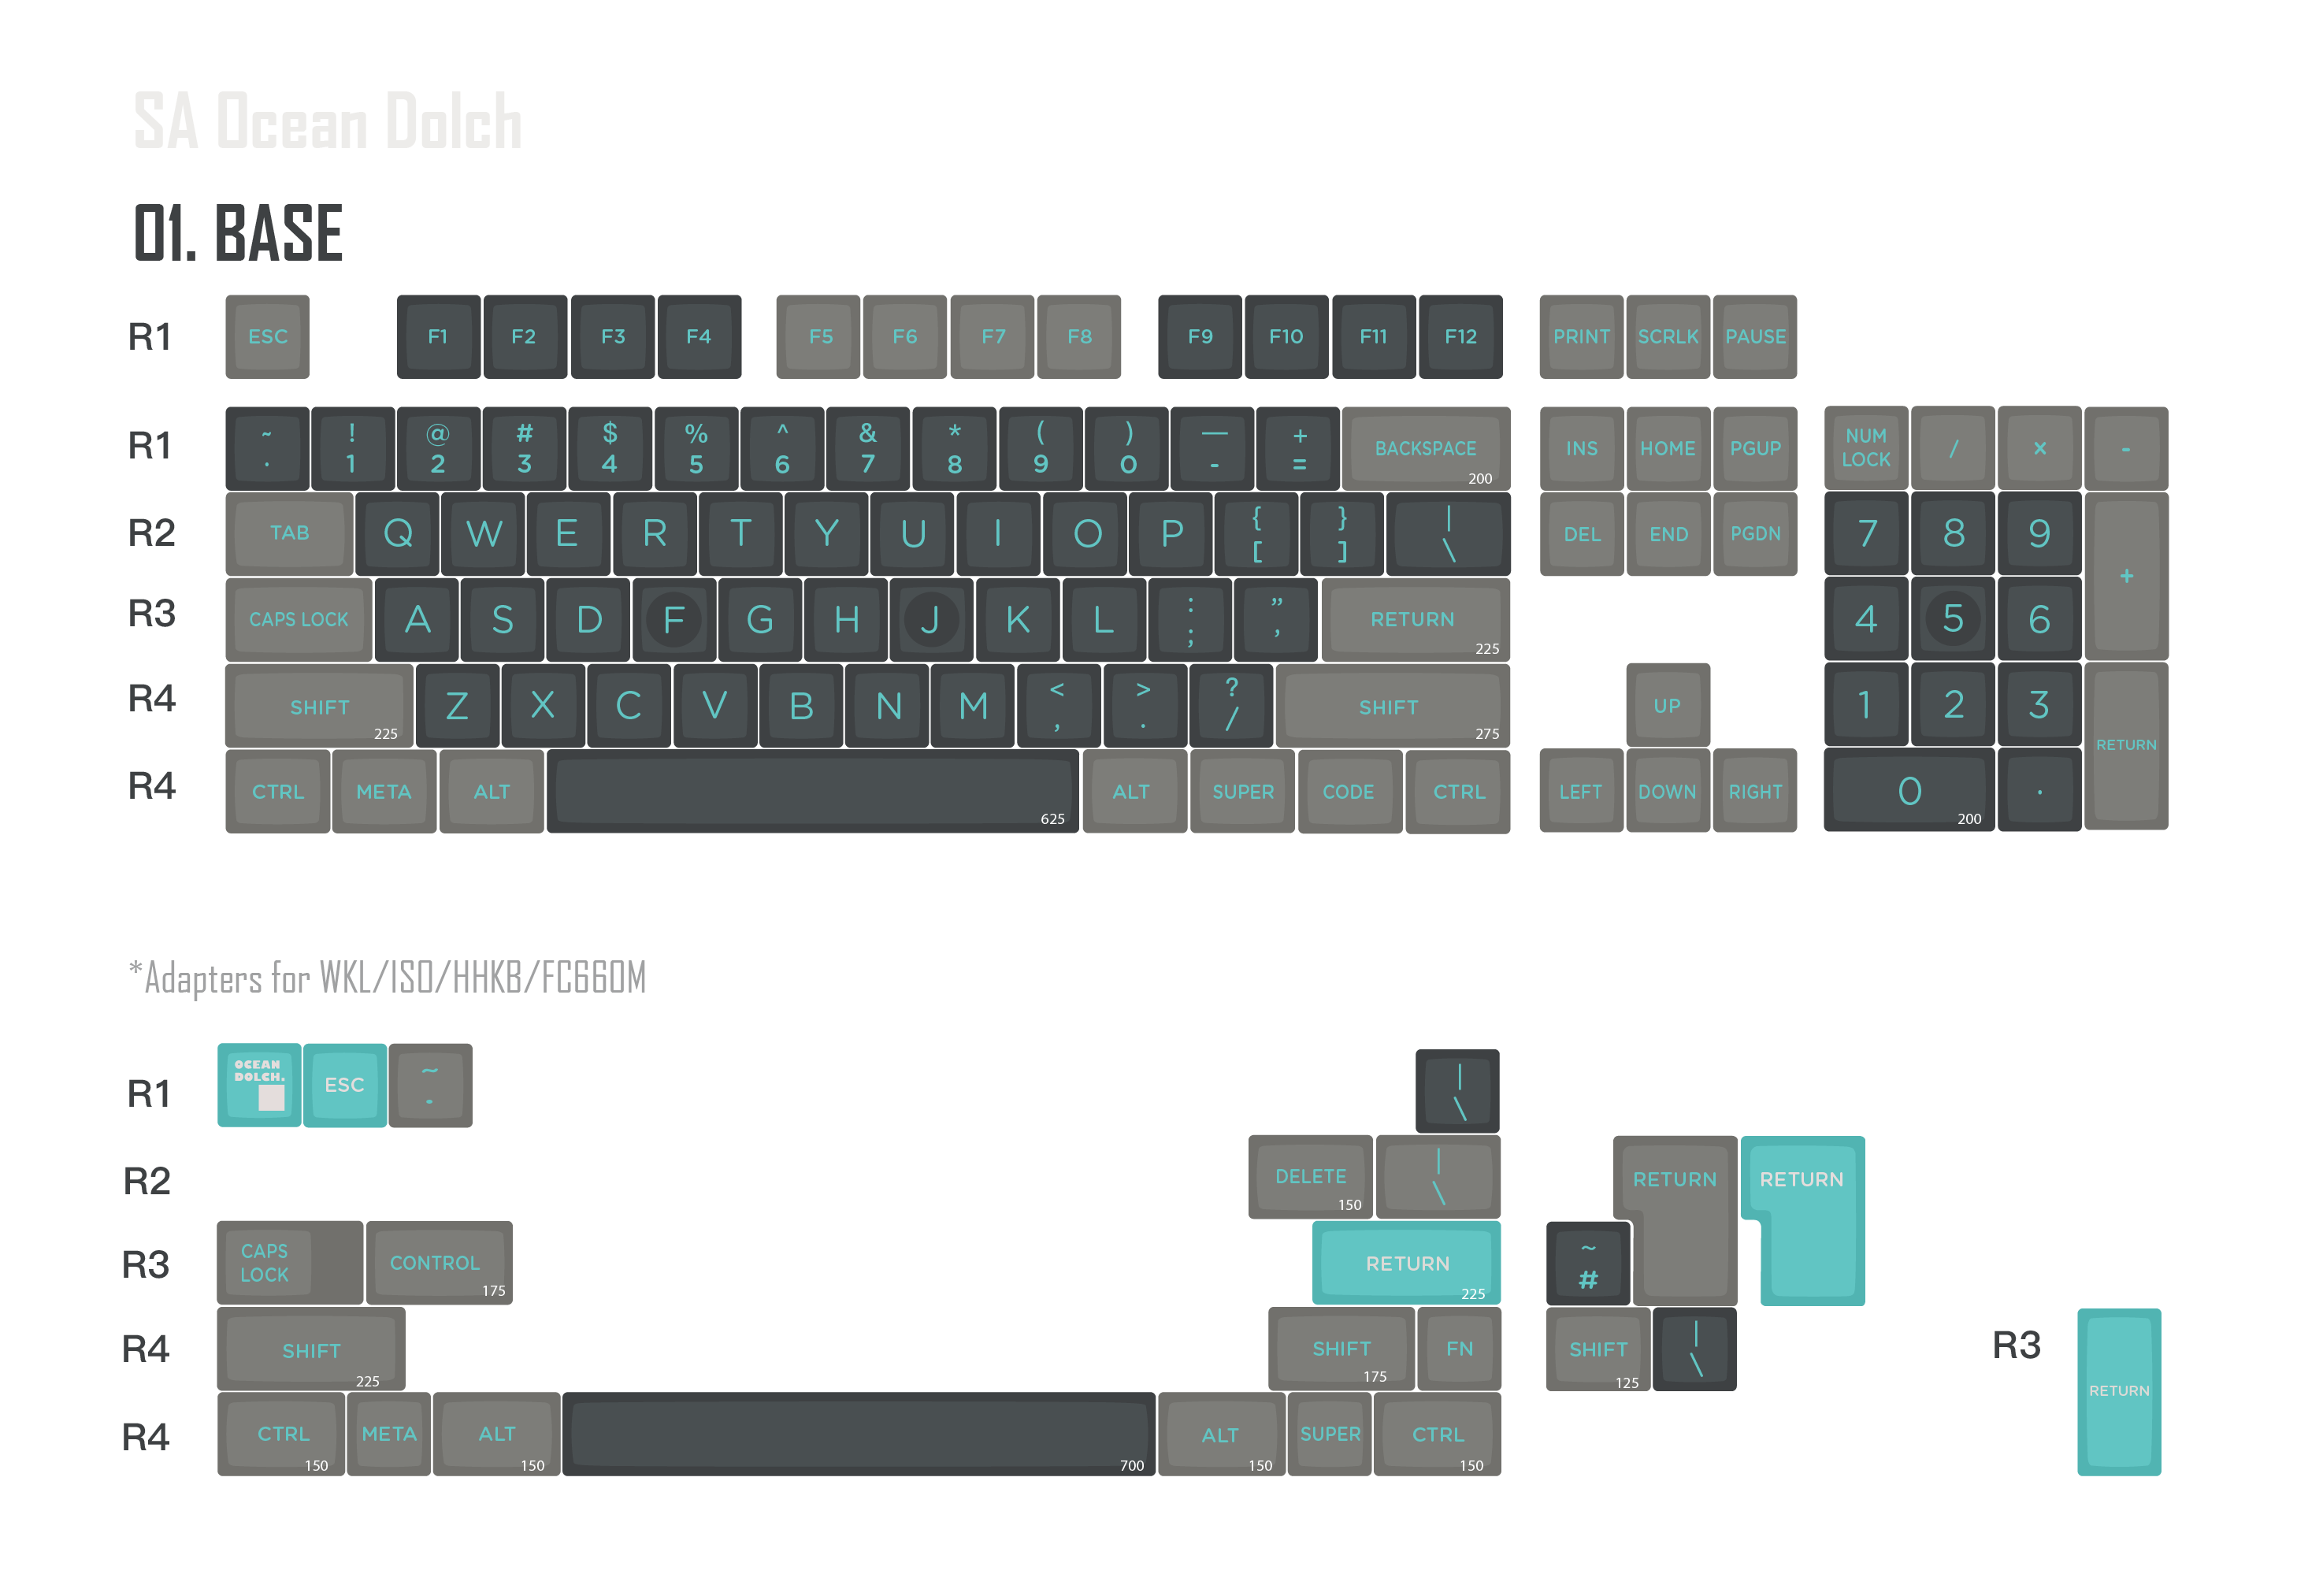 SA Ocean Dolch
01. BASE
R1 ESC F1 F2 F3 F4 F5 F6 F7 F8 F9 F10 F11 F12 PRINT SCRLK PAUSE
~ ! @ # $ % ^ & * ( ) — +
R1 · 1 2 3 4 5 6 7 8 9 0 - = BACKSPACE 200 INS HOME PGUP NUM LOCK / × -
R2 TAB Q W E R T Y U I O P { [ } ] | \ DEL END PGDN 7 8 9 +
R3 CAPS LOCK A S D F G H J K L : ; ” , RETURN 225 4 5 6
R4 SHIFT 225 Z X C V B N M < , > . ? / SHIFT 275 UP 1 2 3 RETURN
R4 CTRL META ALT 625 ALT SUPER CODE CTRL LEFT DOWN RIGHT 0 200 ·
*Adapters for WKL/ISO/HHKB/FC660M
R1 OCEAN DOLCH. ESC ~ · | \
R2 DELETE 150 | \ RETURN RETURN
R3 CAPS LOCK CONTROL 175 RETURN 225 ~ #
R4 SHIFT 225 SHIFT 175 FN SHIFT 125 | \ R3 RETURN
R4 CTRL 150 META ALT 150 700 ALT 150 SUPER CTRL 150